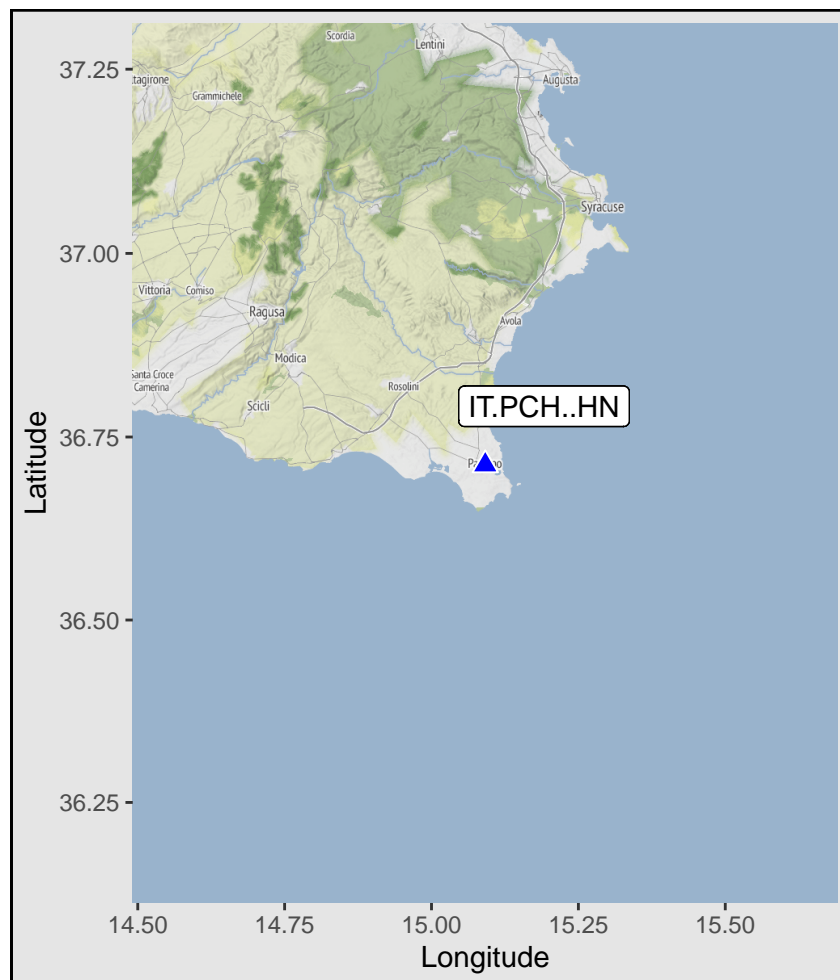 Scordia
Lentini
37.25
tagirone
Augusta
Grammichele
Syracuse
37.00
Vittoria
Comiso
Ragusa
Avola
Modica
Santa Croce
Camerina
Rosolini
Scicli
IT.PCH..HN
36.75
Latitude
36.50
36.25
14.50
14.75
15.00
15.25
15.50
Longitude